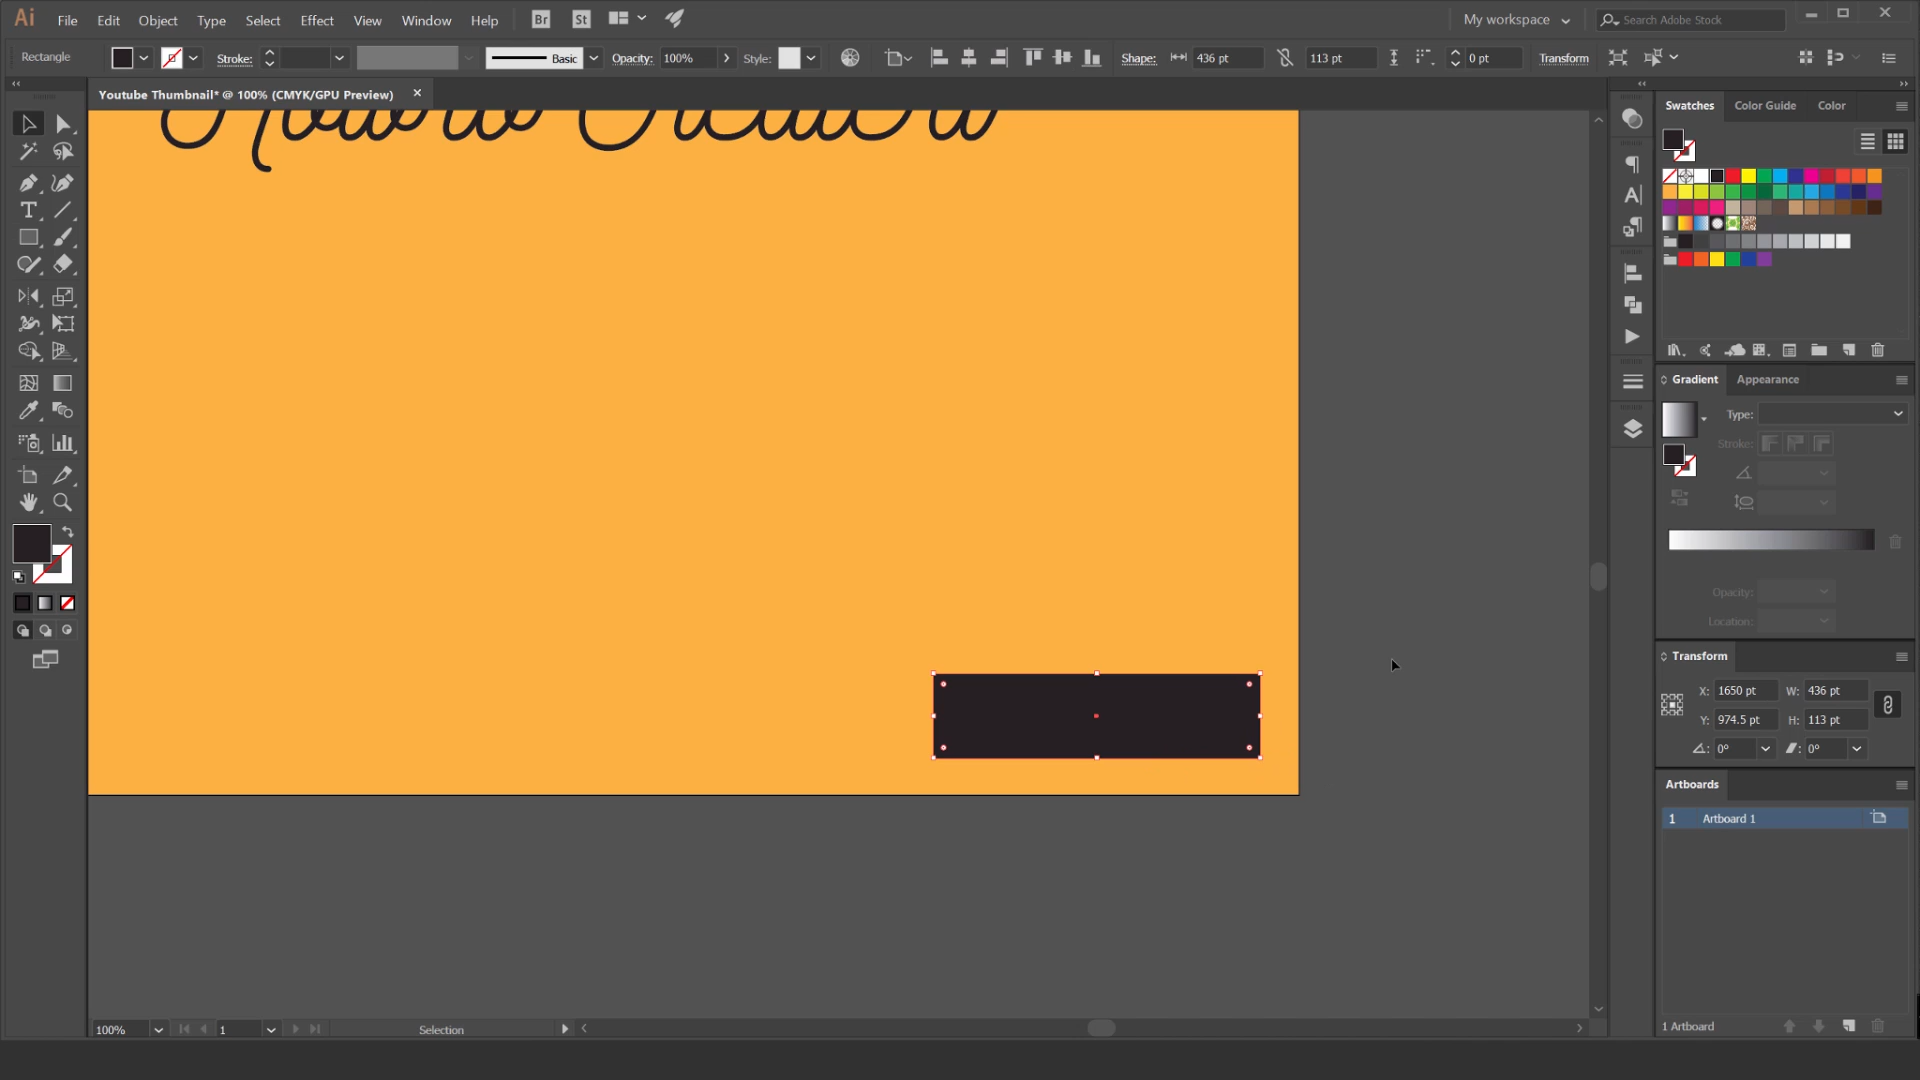 Ai File Edit Object Type Select Effect View Window Help Br St My workspace Search Adobe Stock
Rectangle Stroke: Basic Opacity: 100% Style: Shape: 436 pt 113 pt 0 pt Transform
Youtube Thumbnail* @ 100% (CMYK/GPU Preview)
Swatches Color Guide Color
Gradient Appearance
Type:
Stroke:
Opacity:
Location:
Transform
X: 1650 pt W: 436 pt
Y: 974.5 pt H: 113 pt
0° 0°
Artboards
1 Artboard 1
1 Artboard
100% 1 Selection